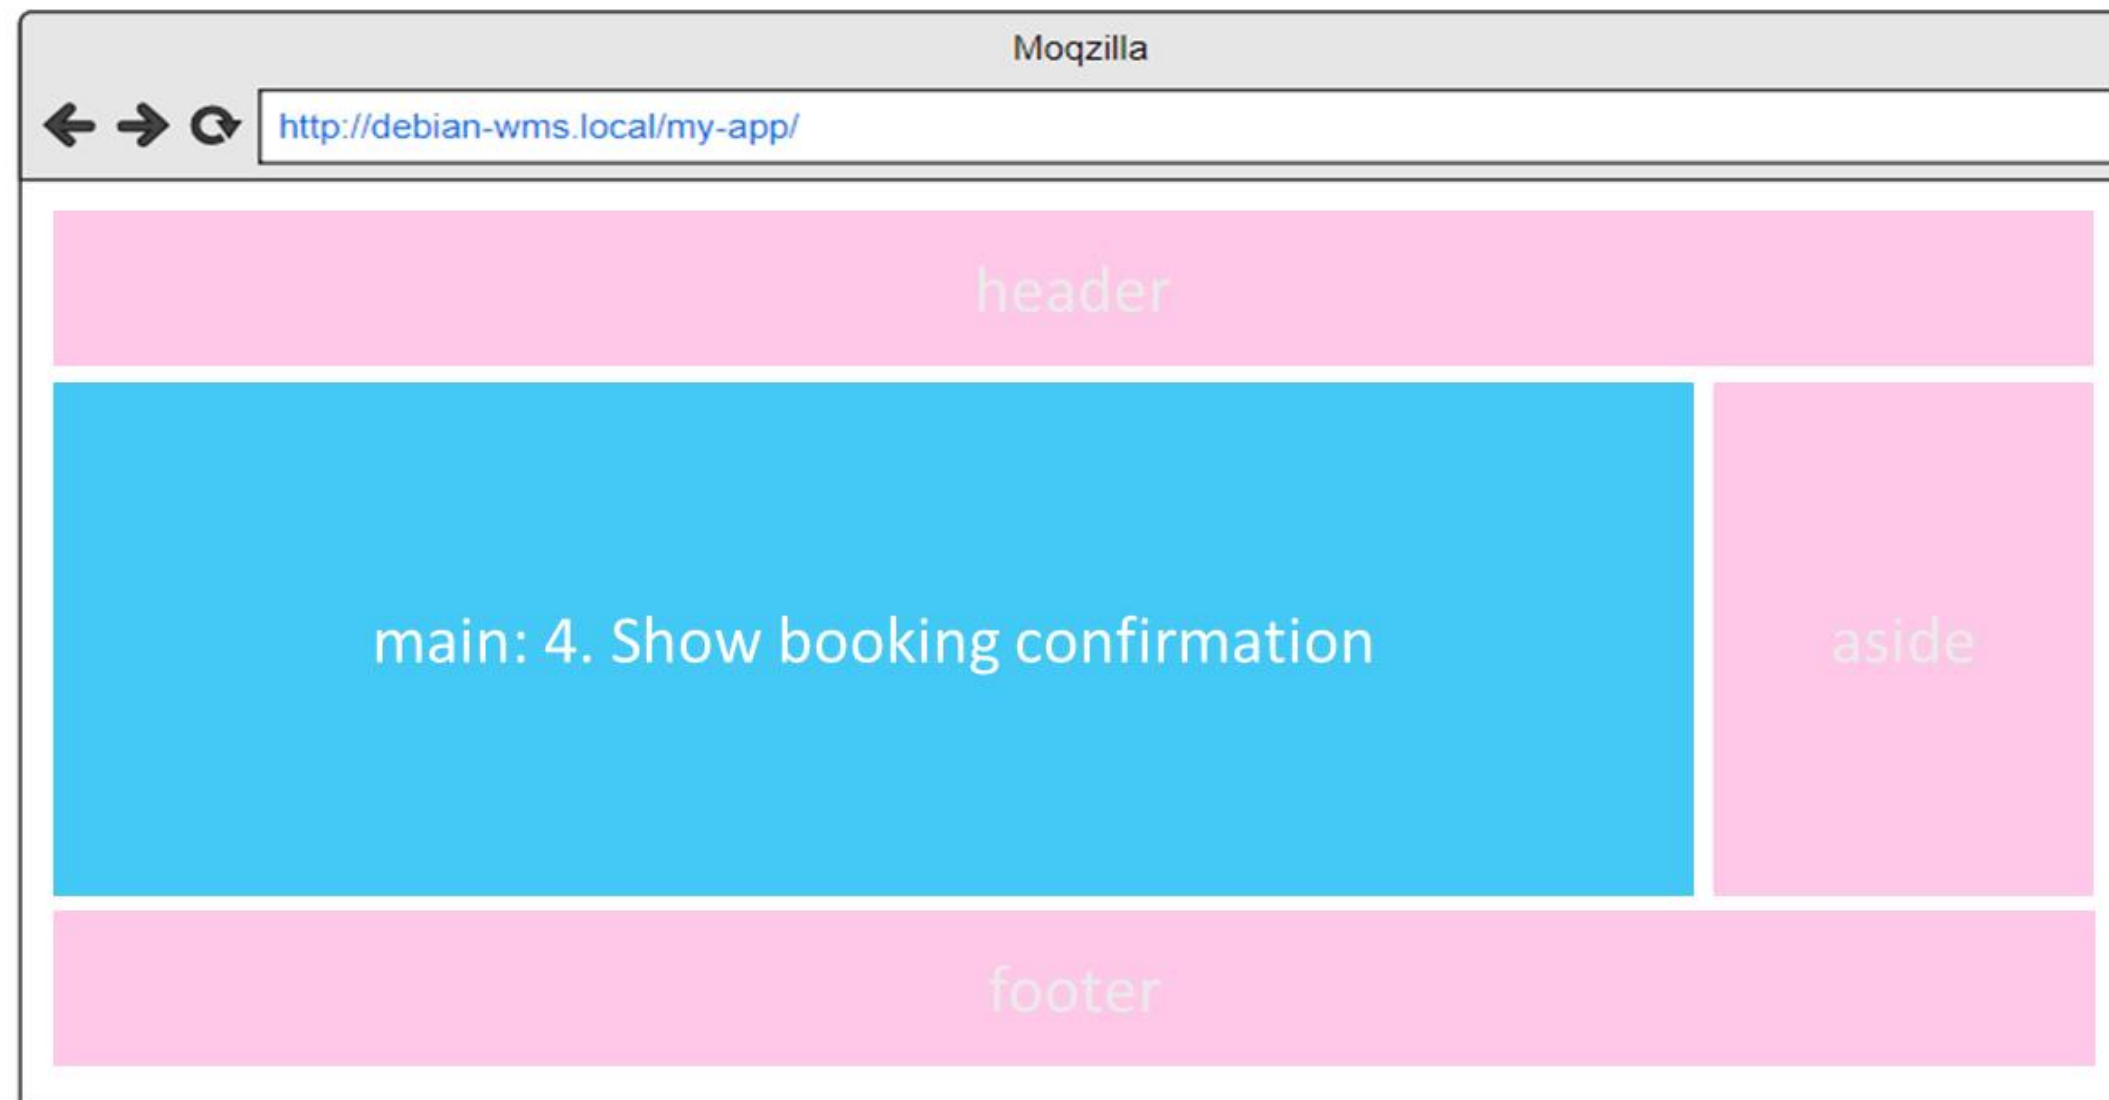 Moqzilla
http://debian-wms.local/my-app/
header
main: 4. Show booking confirmation
aside
footer